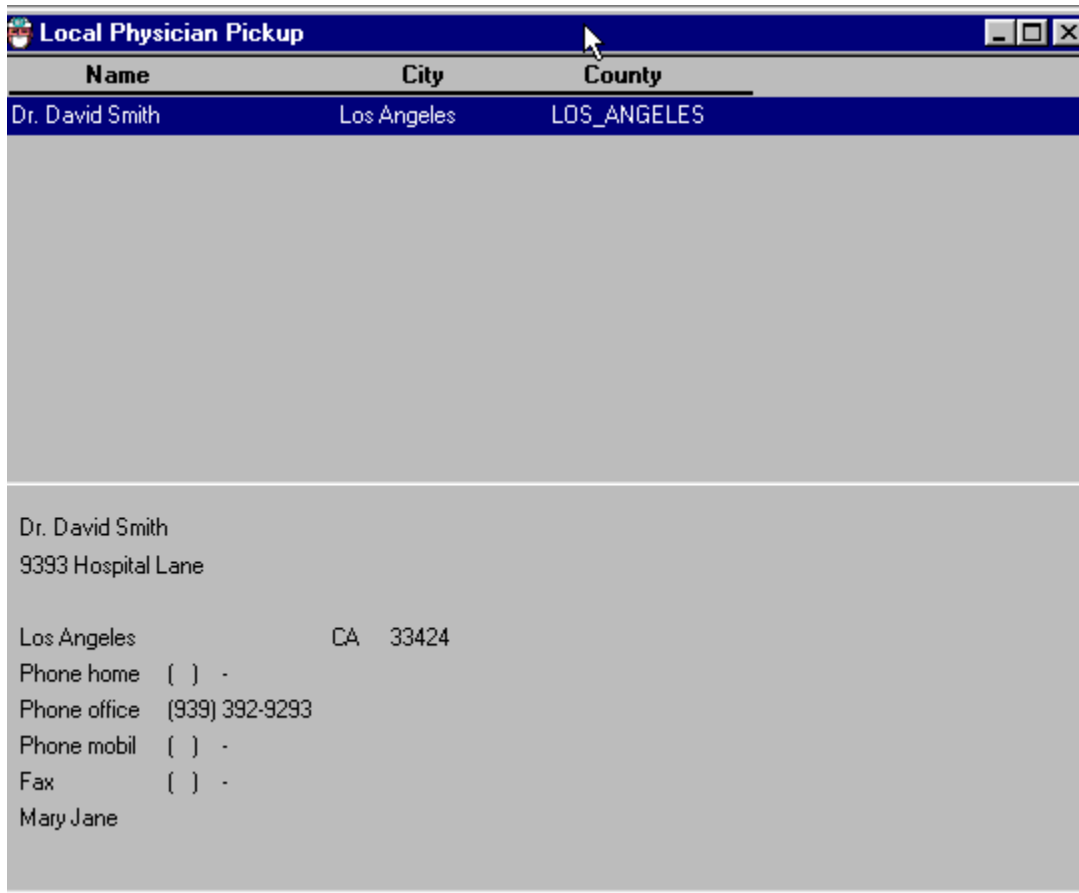 Local Physician Pickup
Name City County
Dr. David Smith Los Angeles LOS_ANGELES
Dr. David Smith
9393 Hospital Lane
Los Angeles CA 33424
Phone home ( ) -
Phone office (939) 392-9293
Phone mobil ( ) -
Fax ( ) -
Mary Jane